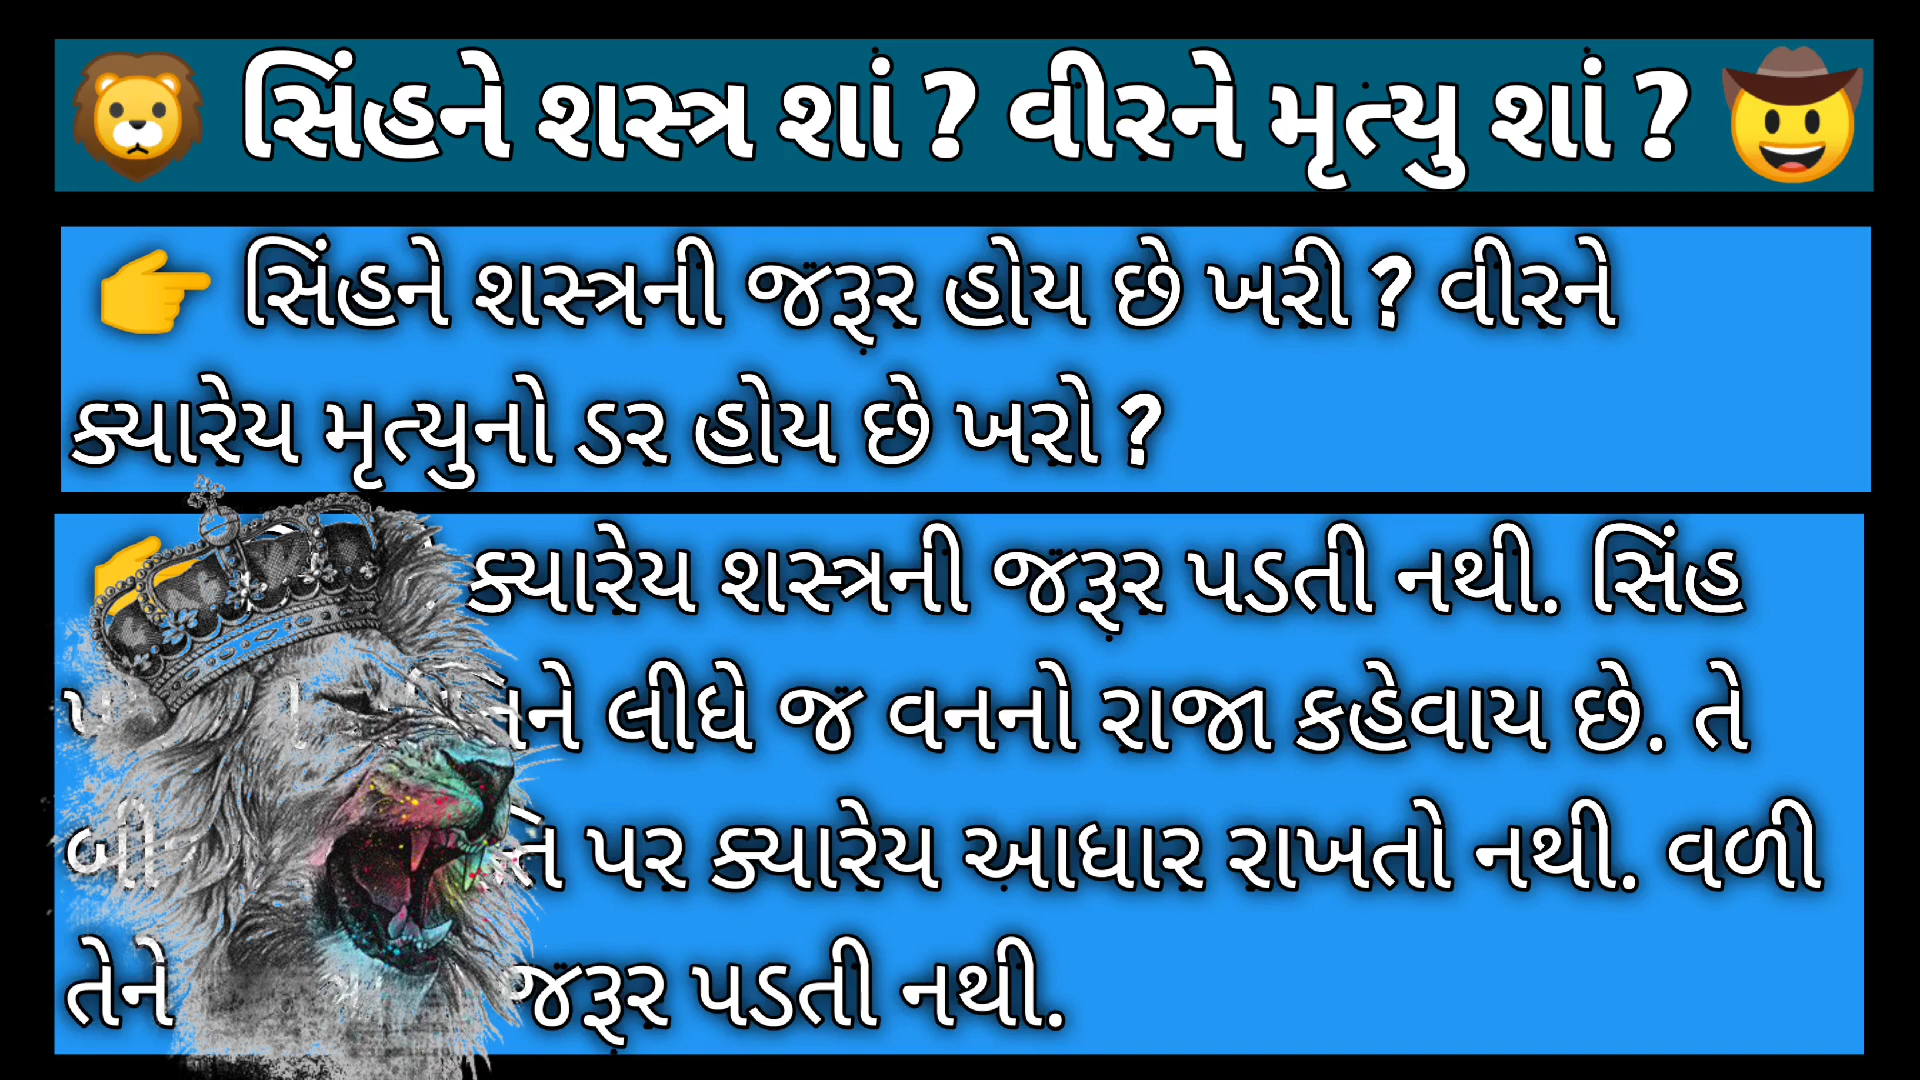 સિંહને શસ્ત્ર શાં ? વીરને મૃત્યુ શાં ?
સિંહને શસ્ત્રની જરૂર હોય છે ખરી ? વીરને
ક્યારેય મૃત્યુનો ડર હોય છે ખરો ?
ક્યારેય શસ્ત્રની જરૂર પડતી નથી. સિંહ
લીધે જ વનનો રાજા કહેવાય છે. તે
પર ક્યારેય આધાર રાખતો નથી. વળી
તેને જરૂર પડતી નથી.